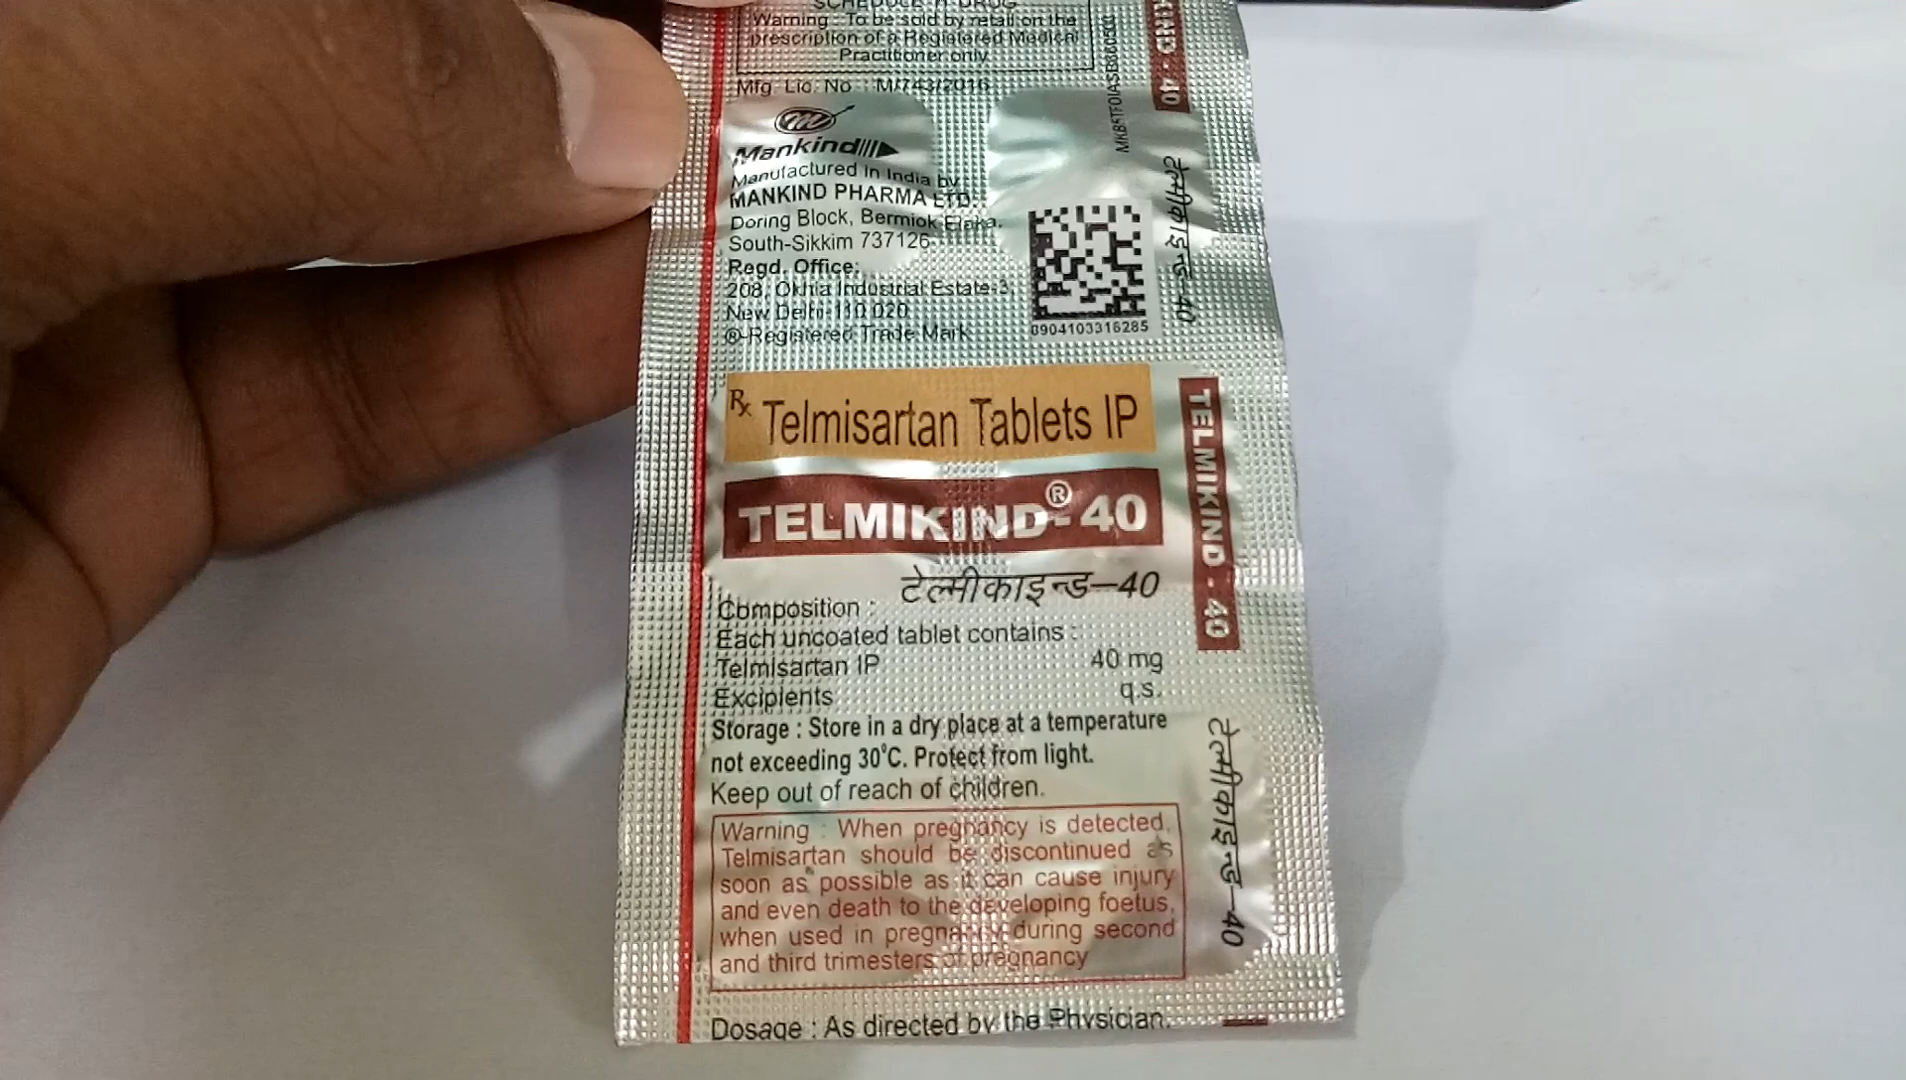 SCHEDULE H DRUG
Warning : To be sold by retail on the
prescription of a Registered Medical
Practitioner only.
Mfg. Lic. No. : M/743/2016
Mankind
Manufactured in India by
MANKIND PHARMA LTD.
Doring Block, Bermiok Elaka,
South-Sikkim 737126
Regd. Office:
208, Okhla Industrial Estate-3,
New Delhi-110 020
®-Registered Trade Mark
8904103316285
Rx Telmisartan Tablets IP
TELMIKIND®-40
टेल्मीकाइन्ड–40
Composition :
Each uncoated tablet contains :
Telmisartan IP 40 mg
Excipients q.s.
Storage : Store in a dry place at a temperature
not exceeding 30°C. Protect from light.
Keep out of reach of children.
Warning : When pregnancy is detected,
Telmisartan should be discontinued as
soon as possible as it can cause injury
and even death to the developing foetus,
when used in pregnancy during second
and third trimesters of pregnancy
Dosage : As directed by the Physician.
KIND - 40
टेल्मीकाइन्ड–40
TELMIKIND - 40
टेल्मीकाइन्ड–40